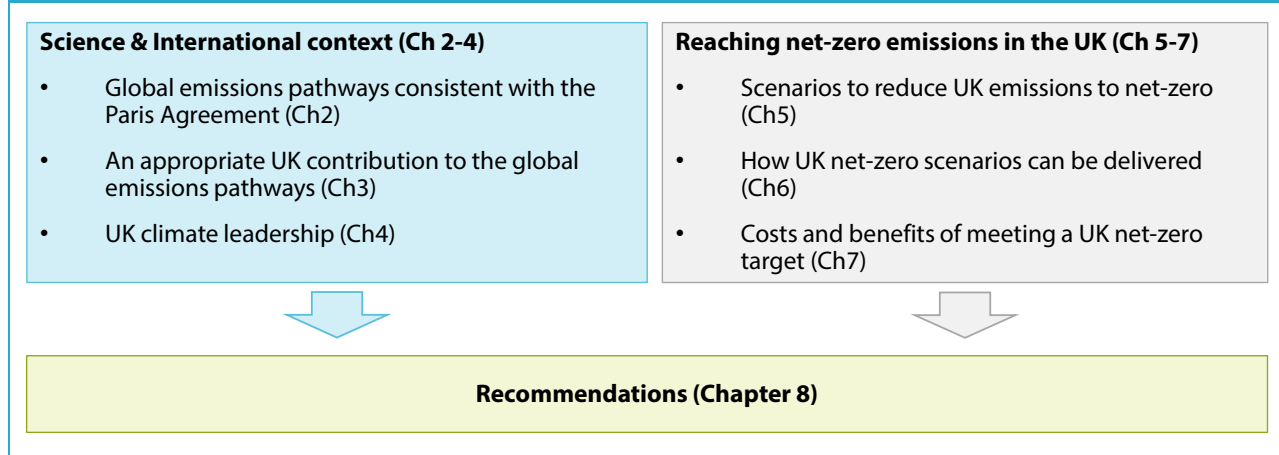 Science & International context (Ch 2-4)
• Global emissions pathways consistent with the
Paris Agreement (Ch2)
• An appropriate UK contribution to the global
emissions pathways (Ch3)
• UK climate leadership (Ch4)
Reaching net-zero emissions in the UK (Ch 5-7)
• Scenarios to reduce UK emissions to net-zero
(Ch5)
• How UK net-zero scenarios can be delivered
(Ch6)
• Costs and benefits of meeting a UK net-zero
target (Ch7)
Recommendations (Chapter 8)